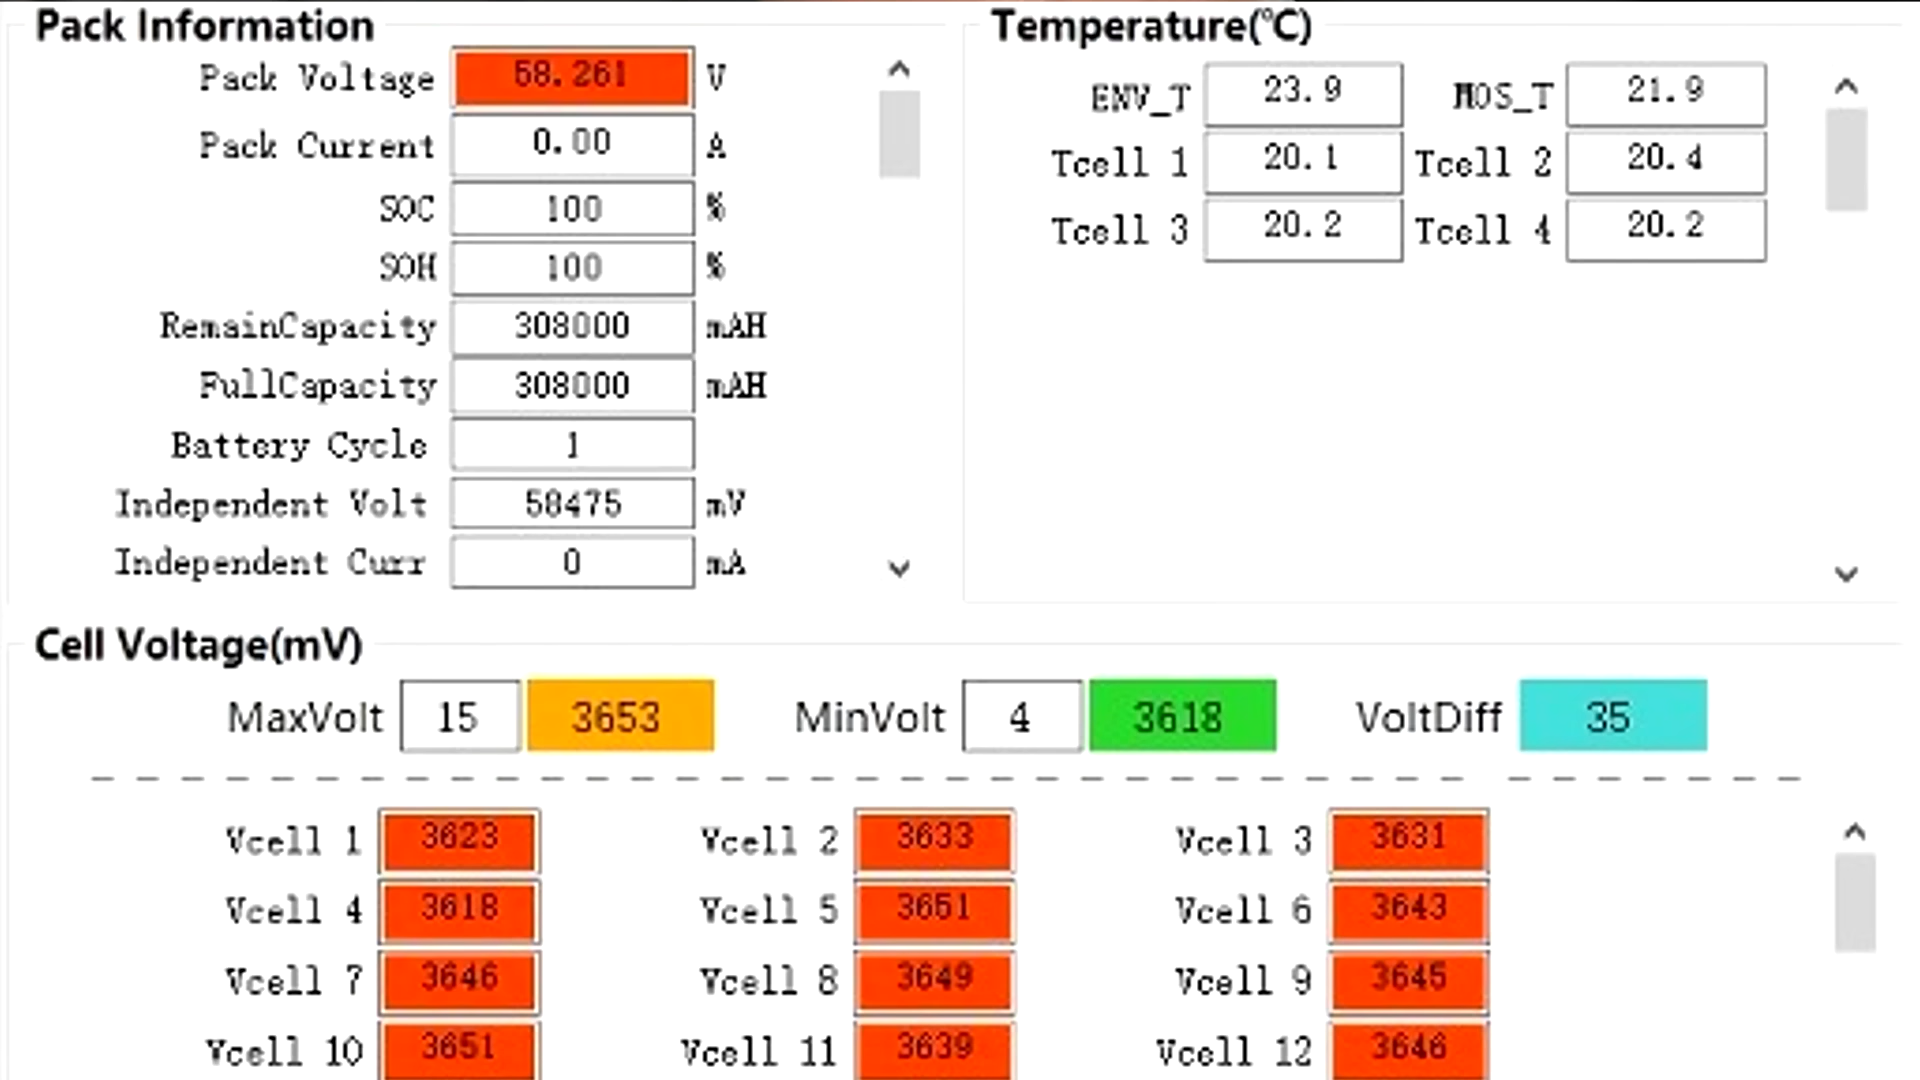 Pack Information
Pack Voltage 58.261 V
Pack Current 0.00 A
SOC 100 %
SOH 100 %
RemainCapacity 308000 mAH
FullCapacity 308000 mAH
Battery Cycle 1
Independent Volt 58475 mV
Independent Curr 0 mA
Temperature(℃)
ENV_T 23.9 MOS_T 21.9
Tcell 1 20.1 Tcell 2 20.4
Tcell 3 20.2 Tcell 4 20.2
Cell Voltage(mV)
MaxVolt 15 3653 MinVolt 4 3618 VoltDiff 35
Vcell 1 3623 Vcell 2 3633 Vcell 3 3631
Vcell 4 3618 Vcell 5 3651 Vcell 6 3643
Vcell 7 3646 Vcell 8 3649 Vcell 9 3645
Vcell 10 3651 Vcell 11 3639 Vcell 12 3646